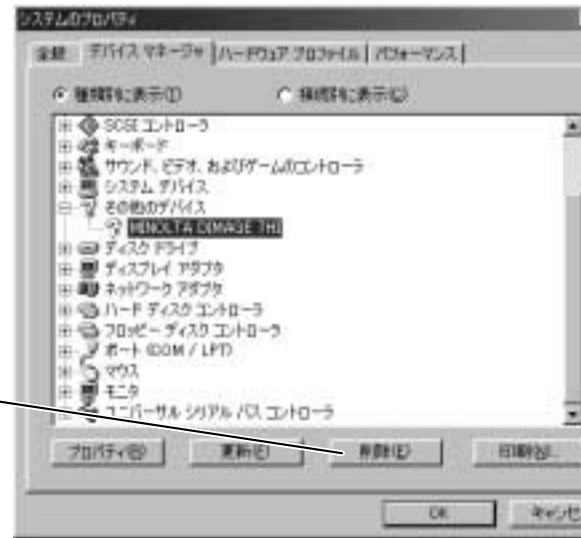 システムのプロパティ
全般 デバイス マネージャ ハードウェア プロファイル パフォーマンス
種類別に表示(T) 接続別に表示(C)
SCSI コントローラ
キーボード
サウンド、ビデオ、およびゲームのコントローラ
システム デバイス
その他のデバイス
MINOLTA DIMAGE 7HI
ディスク ドライブ
ディスプレイ アダプタ
ネットワーク アダプタ
ハード ディスク コントローラ
フロッピー ディスク コントローラ
ポート (COM / LPT)
マウス
モニタ
ユニバーサル シリアル バス コントローラ
プロパティ(R) 更新(F) 削除(E) 印刷(N)...
OK キャンセ